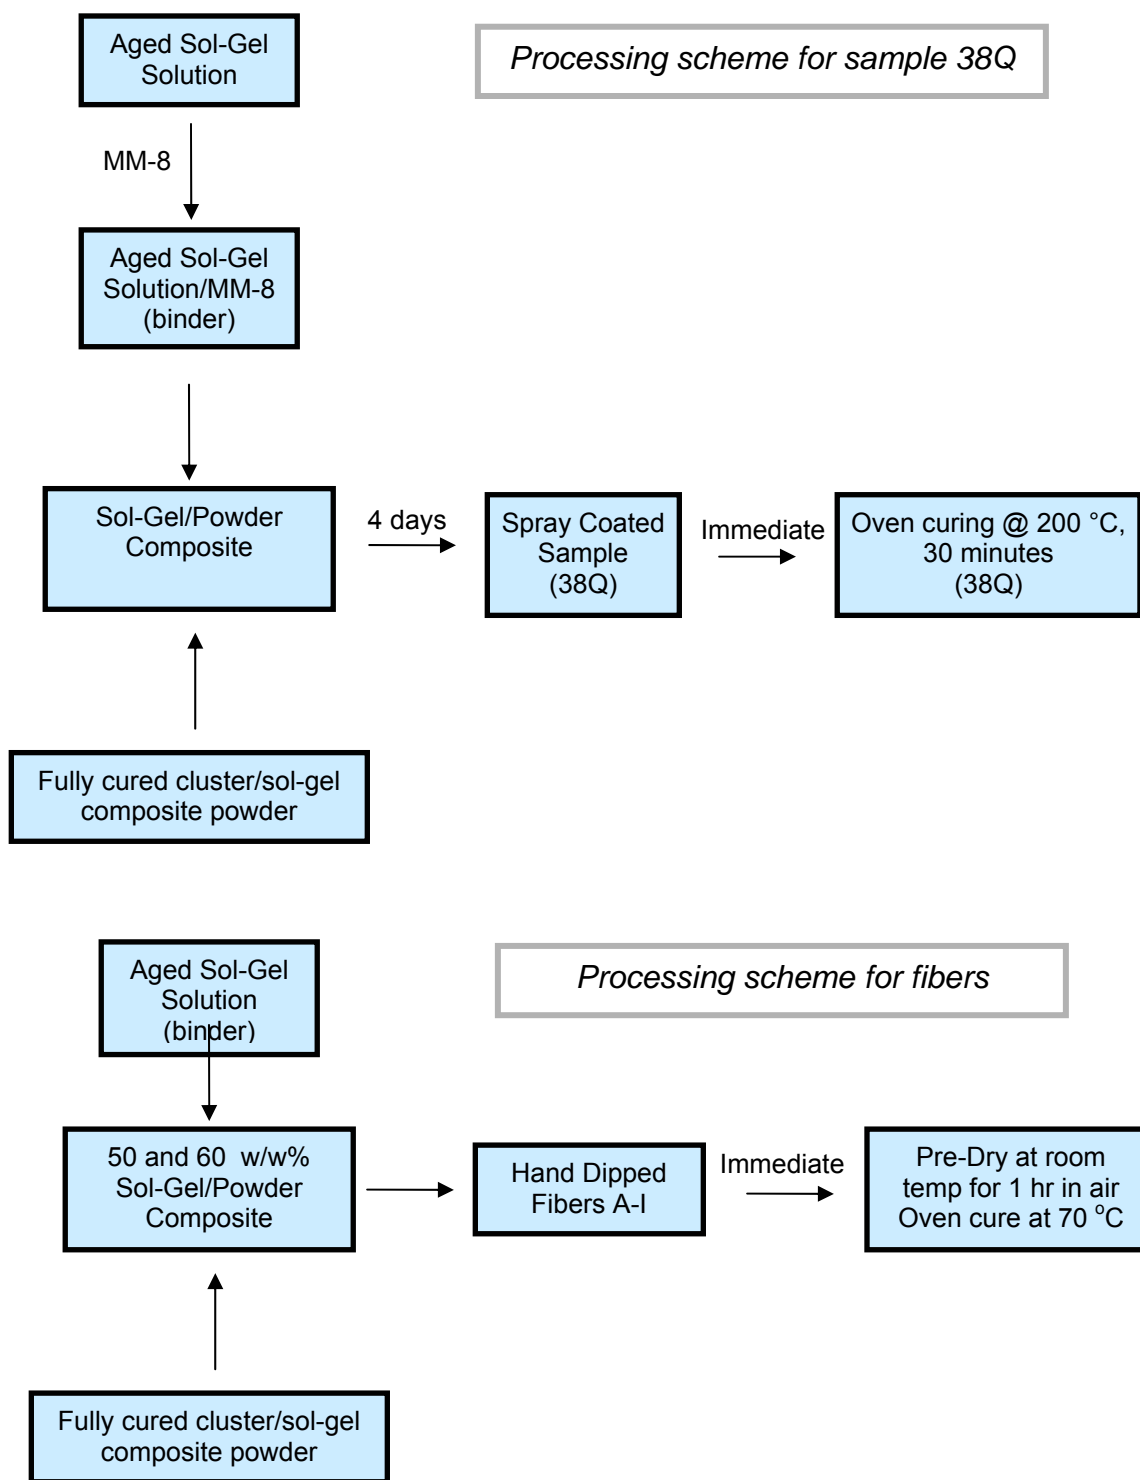 Aged Sol-Gel
Solution
Processing scheme for sample 38Q
MM-8
Aged Sol-Gel
Solution/MM-8
(binder)
Sol-Gel/Powder
Composite
4 days
Spray Coated
Sample
(38Q)
Immediate
Oven curing @ 200 °C,
30 minutes
(38Q)
Fully cured cluster/sol-gel
composite powder
Aged Sol-Gel
Solution
(binder)
Processing scheme for fibers
50 and 60 w/w%
Sol-Gel/Powder
Composite
Hand Dipped
Fibers A-I
Immediate
Pre-Dry at room
temp for 1 hr in air
Oven cure at 70 °C
Fully cured cluster/sol-gel
composite powder